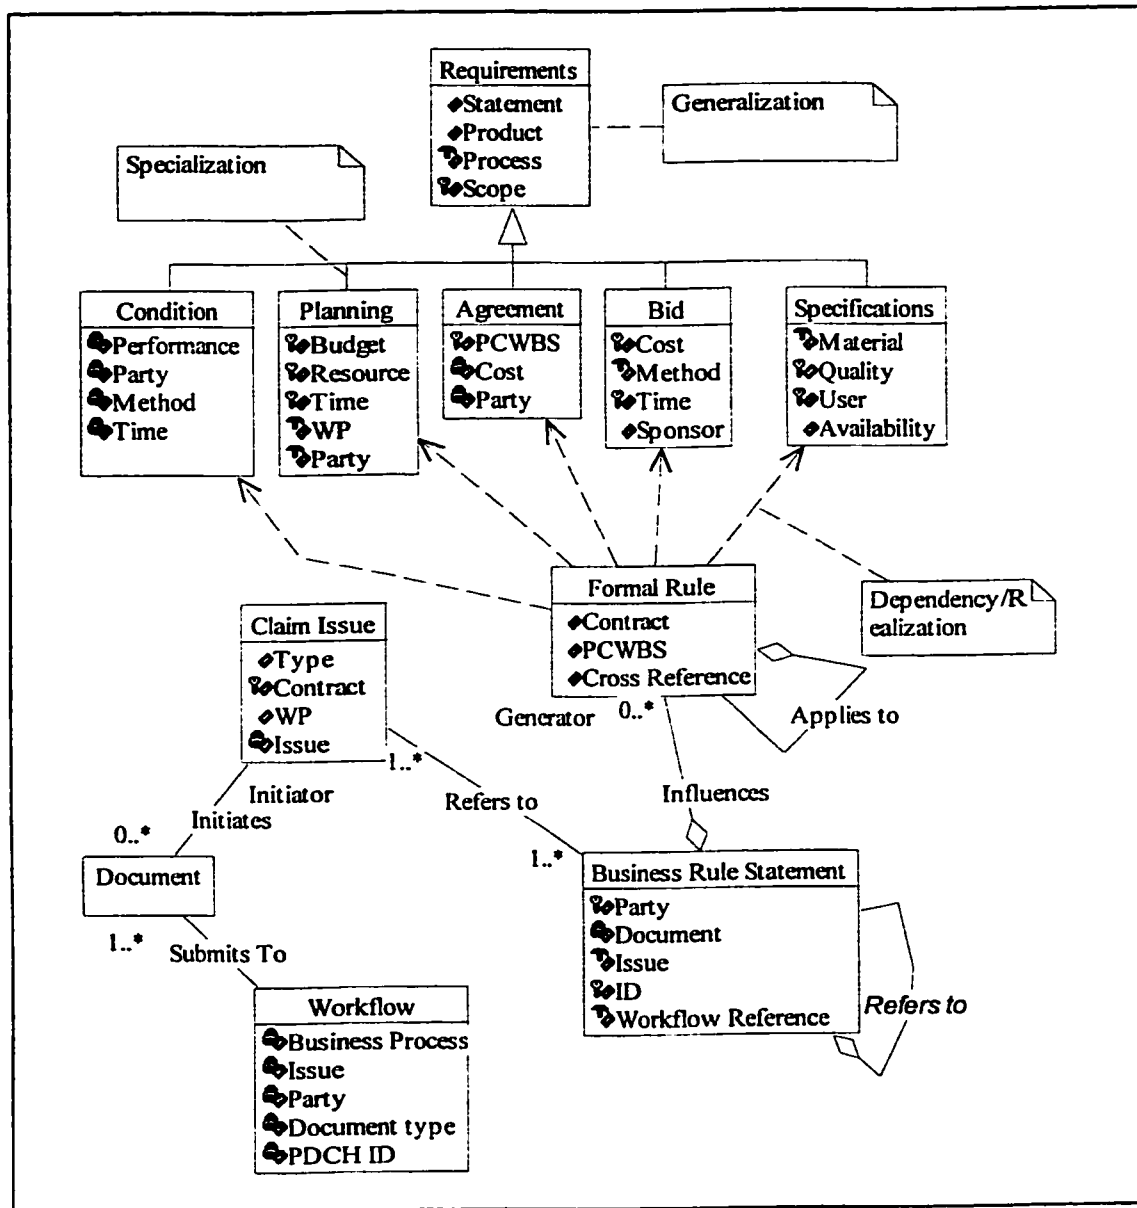 Requirements
Statement
Product
Process
Scope
Generalization
Specialization
Condition
Performance
Party
Method
Time
Planning
Budget
Resource
Time
WP
Party
Agreement
PCWBS
Cost
Party
Bid
Cost
Method
Time
Sponsor
Specifications
Material
Quality
User
Availability
Formal Rule
Contract
PCWBS
Cross Reference
Dependency/R
ealization
Claim Issue
Type
Contract
WP
Issue
Generator
0..*
Applies to
1..*
Initiator
Initiates
Refers to
Influences
0..*
1..*
Document
Business Rule Statement
Party
Document
Issue
ID
Workflow Reference
Refers to
1..*
Submits To
Workflow
Business Process
Issue
Party
Document type
PDCH ID